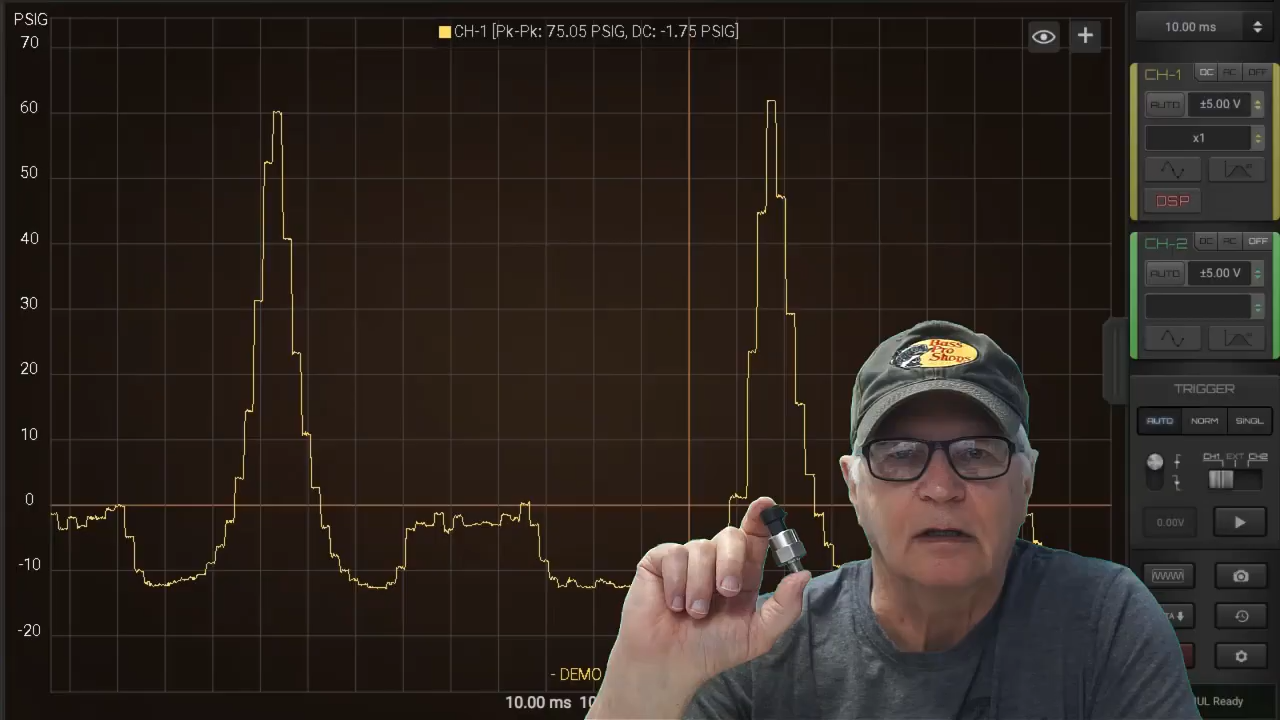 PSIG
70
60
50
40
30
20
10
0
-10
-20
CH-1 [Pk-Pk: 75.05 PSIG, DC: -1.75 PSIG]
- DEMO
10.00 ms 10
Bass
Pro
Shops
10.00 ms
CH-1 DC AC OFF
AUTO ±5.00 V
x1
DSP
CH-2 DC AC OFF
AUTO ±5.00 V
TRIGGER
AUTO NORM SINGL
CH1 EXT CH2
0.00V
Ready